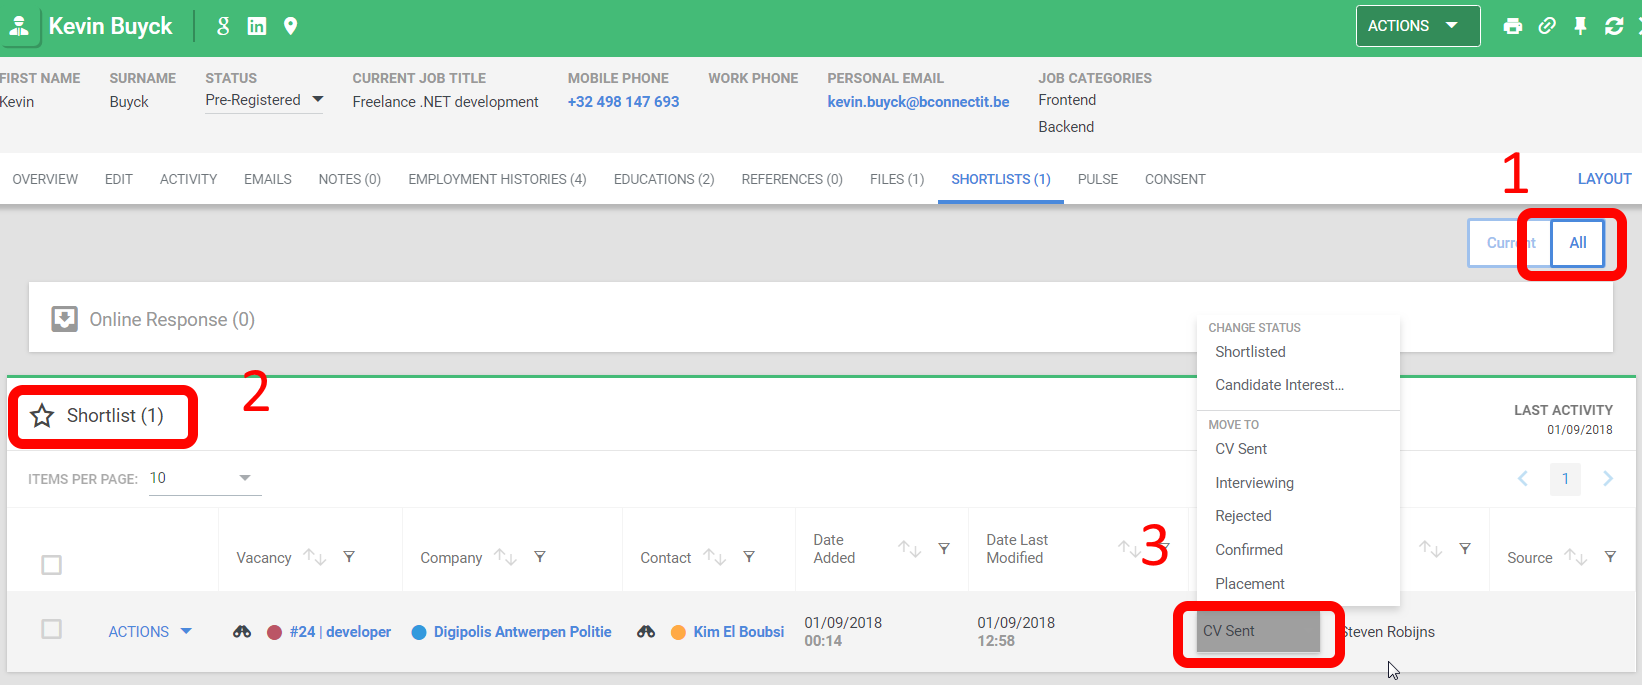 Kevin Buyck
g
in
ACTIONS
FIRST NAME SURNAME STATUS CURRENT JOB TITLE MOBILE PHONE WORK PHONE PERSONAL EMAIL JOB CATEGORIES
Kevin Buyck Pre-Registered Freelance .NET development +32 498 147 693 kevin.buyck@bconnectit.be Frontend
Backend
1
OVERVIEW EDIT ACTIVITY EMAILS NOTES (0) EMPLOYMENT HISTORIES (4) EDUCATIONS (2) REFERENCES (0) FILES (1) SHORTLISTS (1) PULSE CONSENT LAYOUT
Current All
Online Response (0)
CHANGE STATUS
Shortlisted
Candidate Interest...
MOVE TO
CV Sent
Interviewing
Rejected
Confirmed
Placement
2
Shortlist (1)
LAST ACTIVITY
01/09/2018
ITEMS PER PAGE: 10
1
3
Vacancy Company Contact Date Added Date Last Modified Source
ACTIONS #24 | developer Digipolis Antwerpen Politie Kim El Boubsi 01/09/2018 01/09/2018 CV Sent Steven Robijns
00:14 12:58